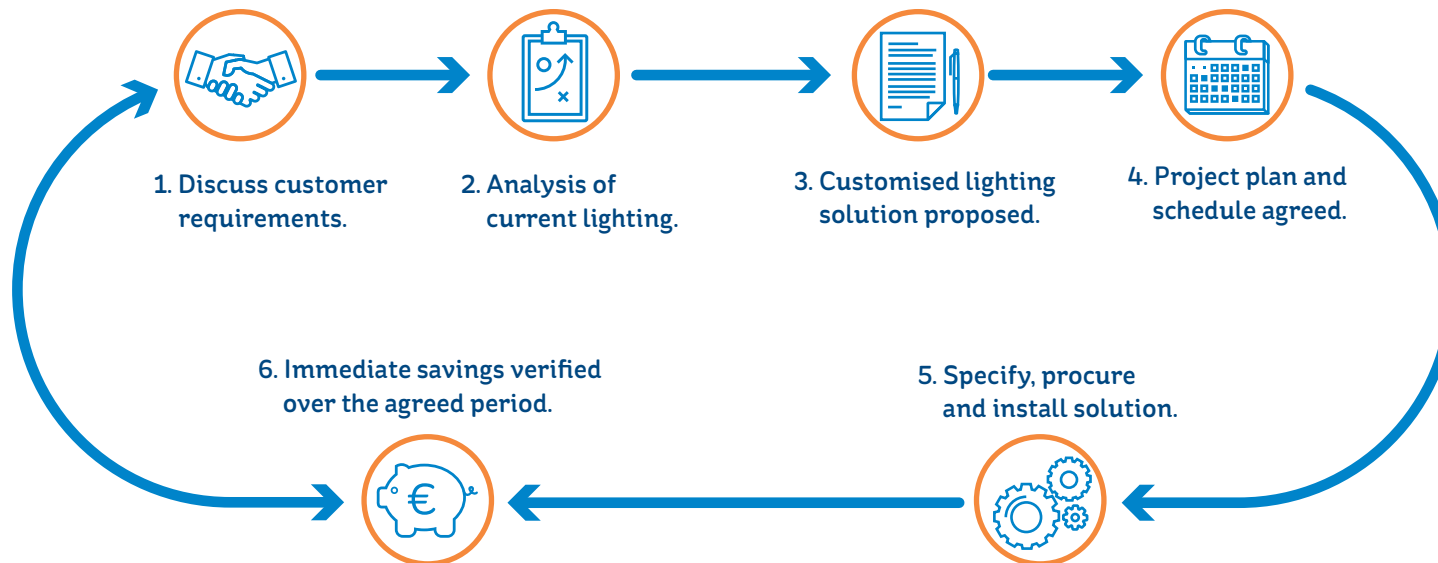 1. Discuss customer
requirements.
2. Analysis of
current lighting.
3. Customised lighting
solution proposed.
4. Project plan and
schedule agreed.
5. Specify, procure
and install solution.
6. Immediate savings verified
over the agreed period.
€